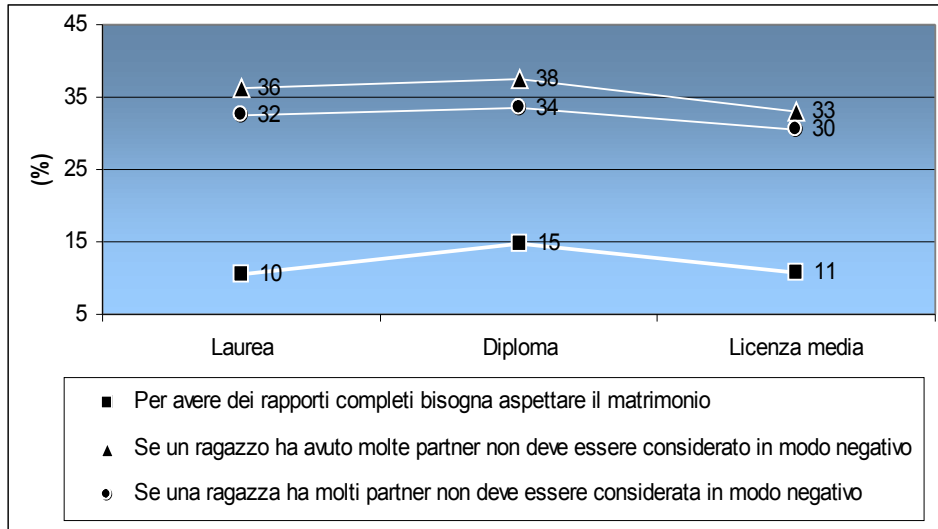 45
35
25
15
5
(%)
36
38
33
32
34
30
10
15
11
Laurea
Diploma
Licenza media
Per avere dei rapporti completi bisogna aspettare il matrimonio
Se un ragazzo ha avuto molte partner non deve essere considerato in modo negativo
Se una ragazza ha molti partner non deve essere considerata in modo negativo